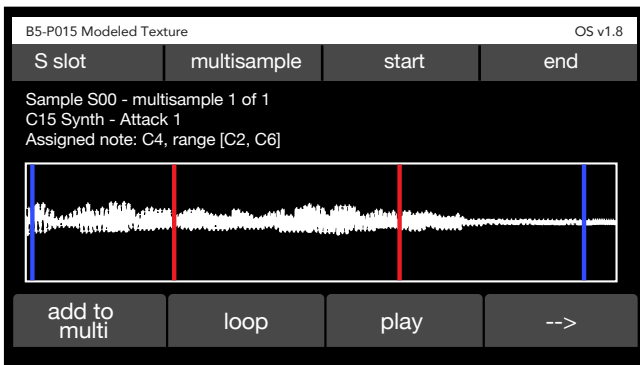 B5-P015 Modeled Texture OS v1.8
S slot multisample start end
Sample S00 - multisample 1 of 1
C15 Synth - Attack 1
Assigned note: C4, range [C2, C6]
add to
multi
loop
play
-->